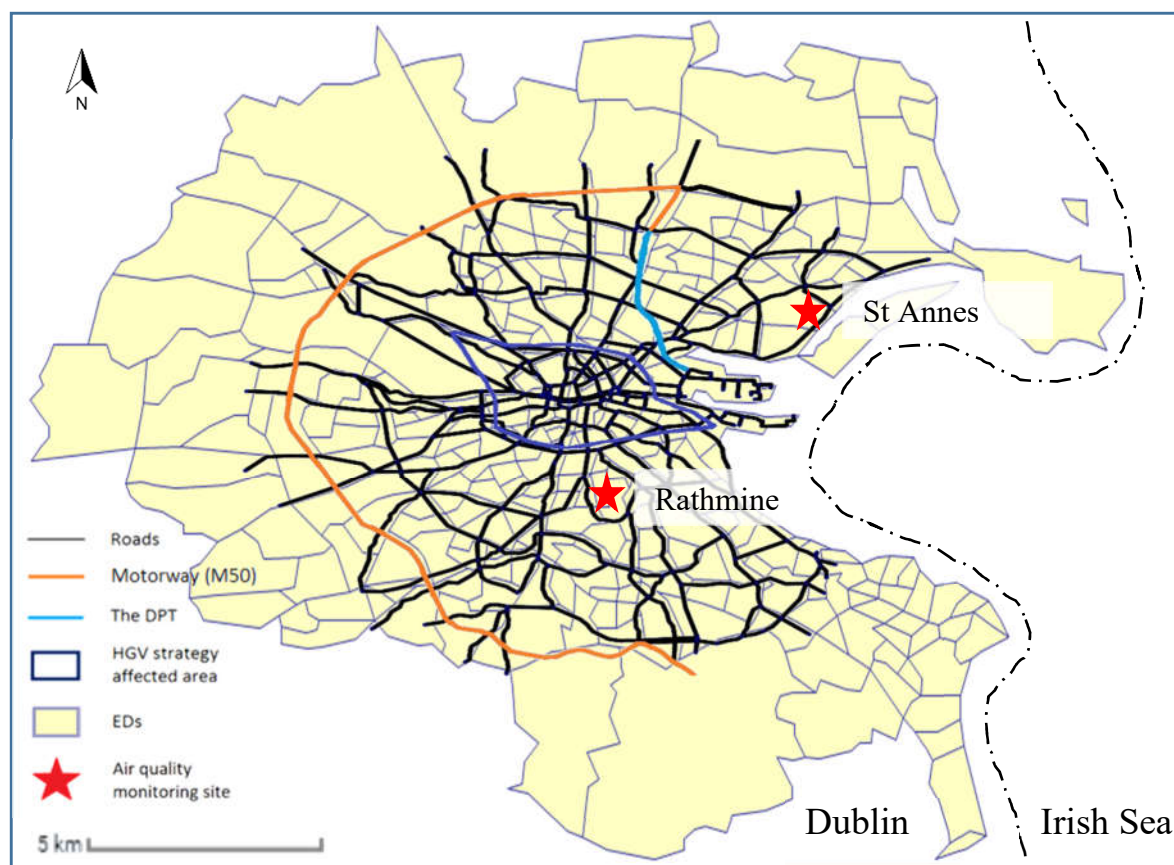 N
St Annes
Rathmine
Roads
Motorway (M50)
The DPT
HGV strategy
affected area
EDs
Air quality
monitoring site
5 km
Dublin
Irish Sea